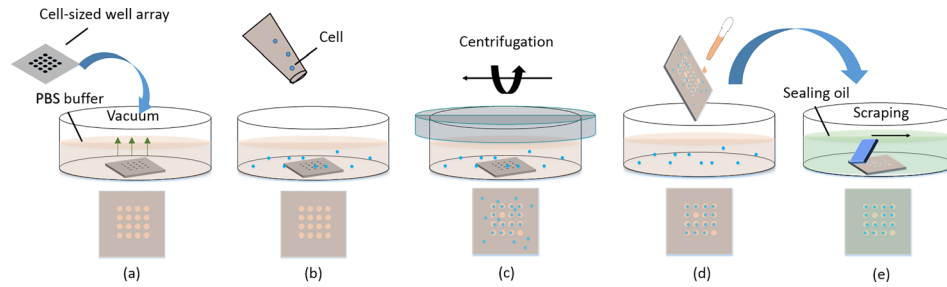 Cell-sized well array
PBS buffer
Vacuum
Cell
Centrifugation
Sealing oil
Scraping
(a)
(b)
(c)
(d)
(e)